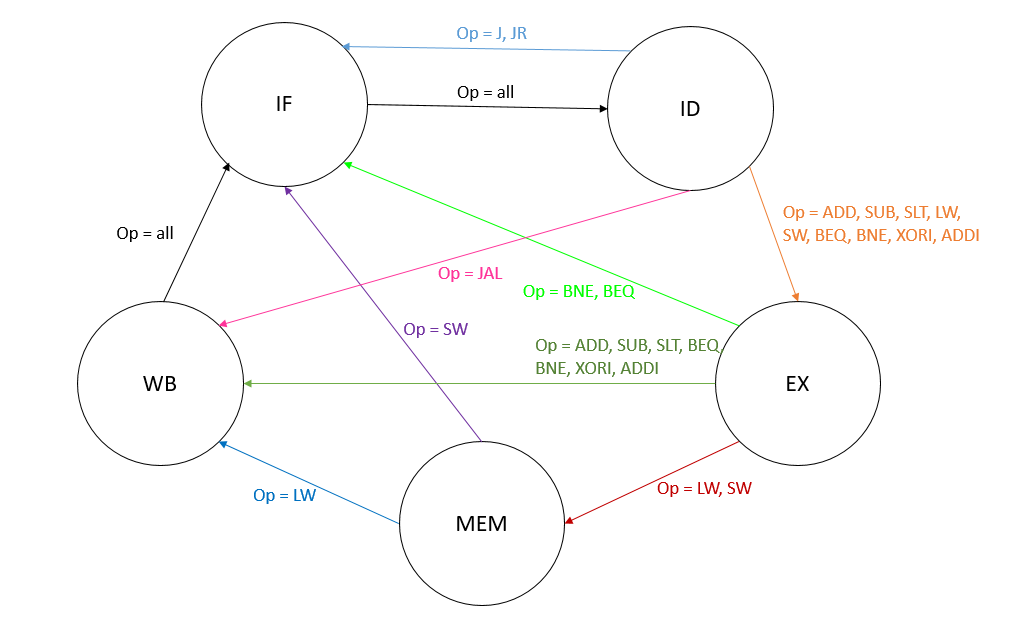 Op = J, JR
IF
Op = all
ID
Op = ADD, SUB, SLT, LW,
SW, BEQ, BNE, XORI, ADDI
Op = all
Op = JAL
Op = BNE, BEQ
Op = SW
Op = ADD, SUB, SLT, BEQ,
BNE, XORI, ADDI
WB
EX
Op = LW
Op = LW, SW
MEM